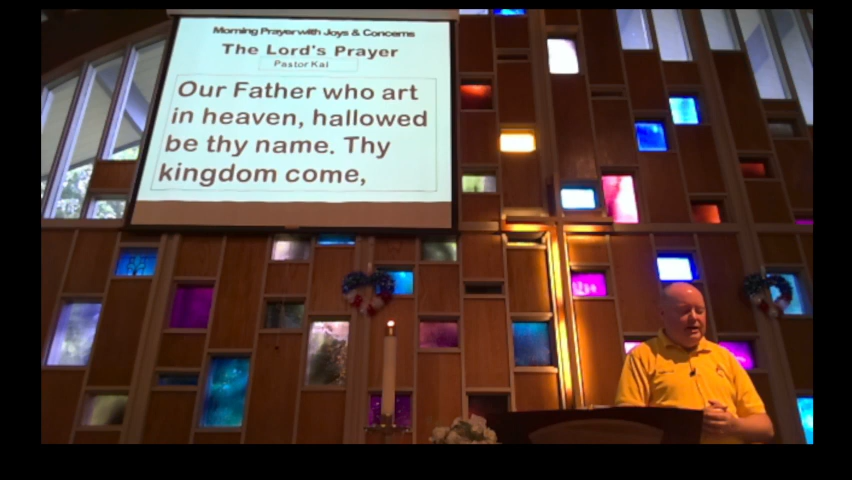 Morning Prayer with Joys & Concerns
The Lord's Prayer
Pastor Kal
Our Father who art
in heaven, hallowed
be thy name. Thy
kingdom come,